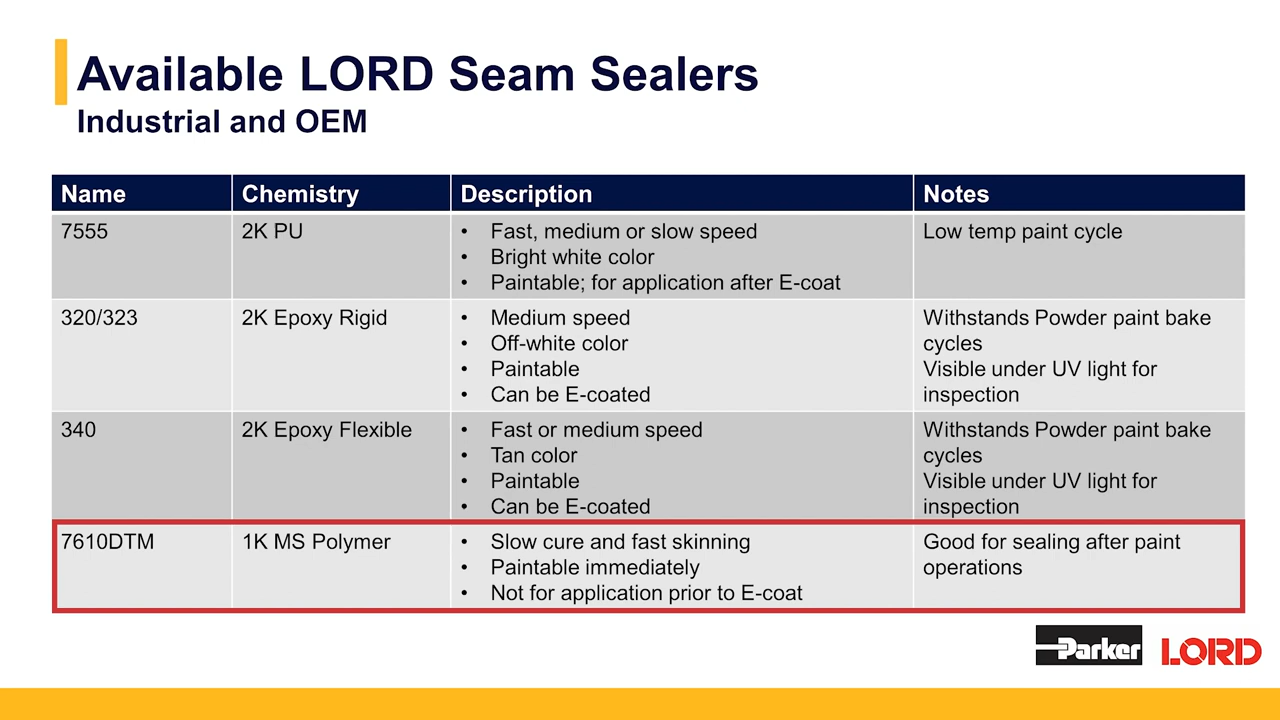 Available LORD Seam Sealers
Industrial and OEM
Name Chemistry Description Notes
7555 2K PU
• Fast, medium or slow speed
• Bright white color
• Paintable; for application after E-coat
Low temp paint cycle
320/323 2K Epoxy Rigid
• Medium speed
• Off-white color
• Paintable
• Can be E-coated
Withstands Powder paint bake
cycles
Visible under UV light for
inspection
340 2K Epoxy Flexible
• Fast or medium speed
• Tan color
• Paintable
• Can be E-coated
Withstands Powder paint bake
cycles
Visible under UV light for
inspection
7610DTM 1K MS Polymer
• Slow cure and fast skinning
• Paintable immediately
• Not for application prior to E-coat
Good for sealing after paint
operations
Parker LORD